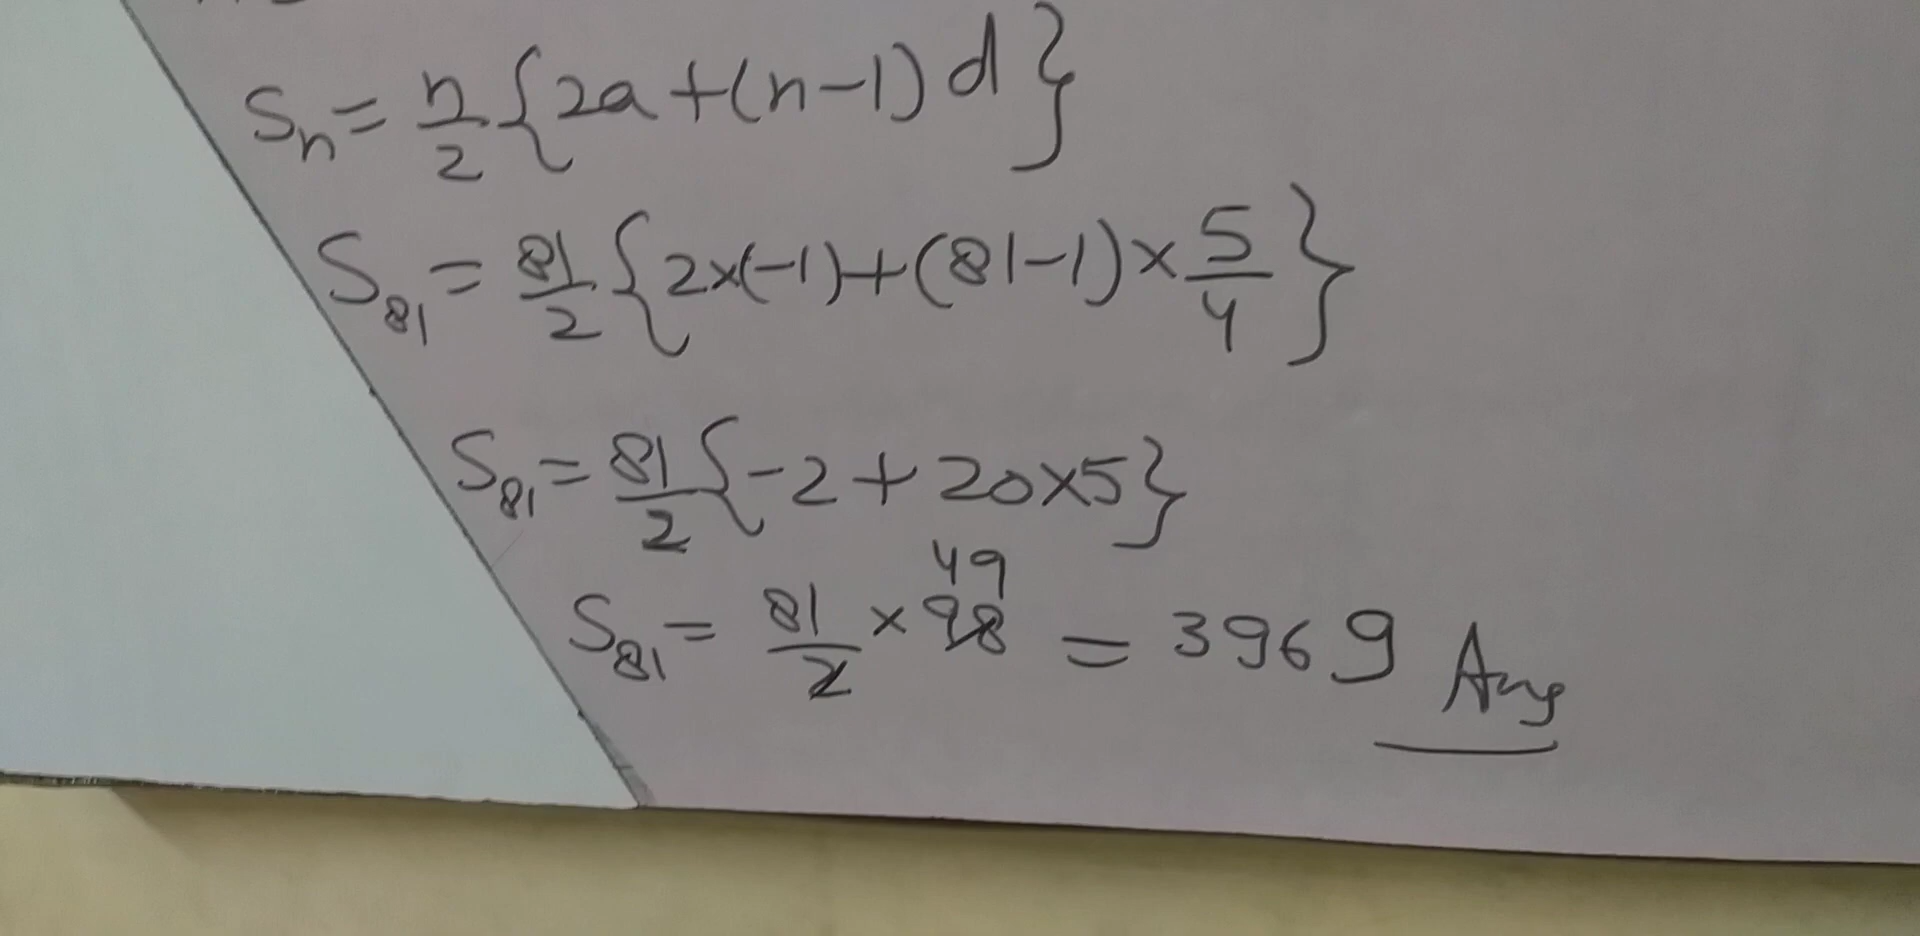 Sn = n/2 {2a+(n-1)d}
S81 = 81/2 {2×(-1)+(81-1)×5/4}
S81 = 81/2 {-2+20×5}
49
S81 = 81/2 × 98 = 3969 Ans